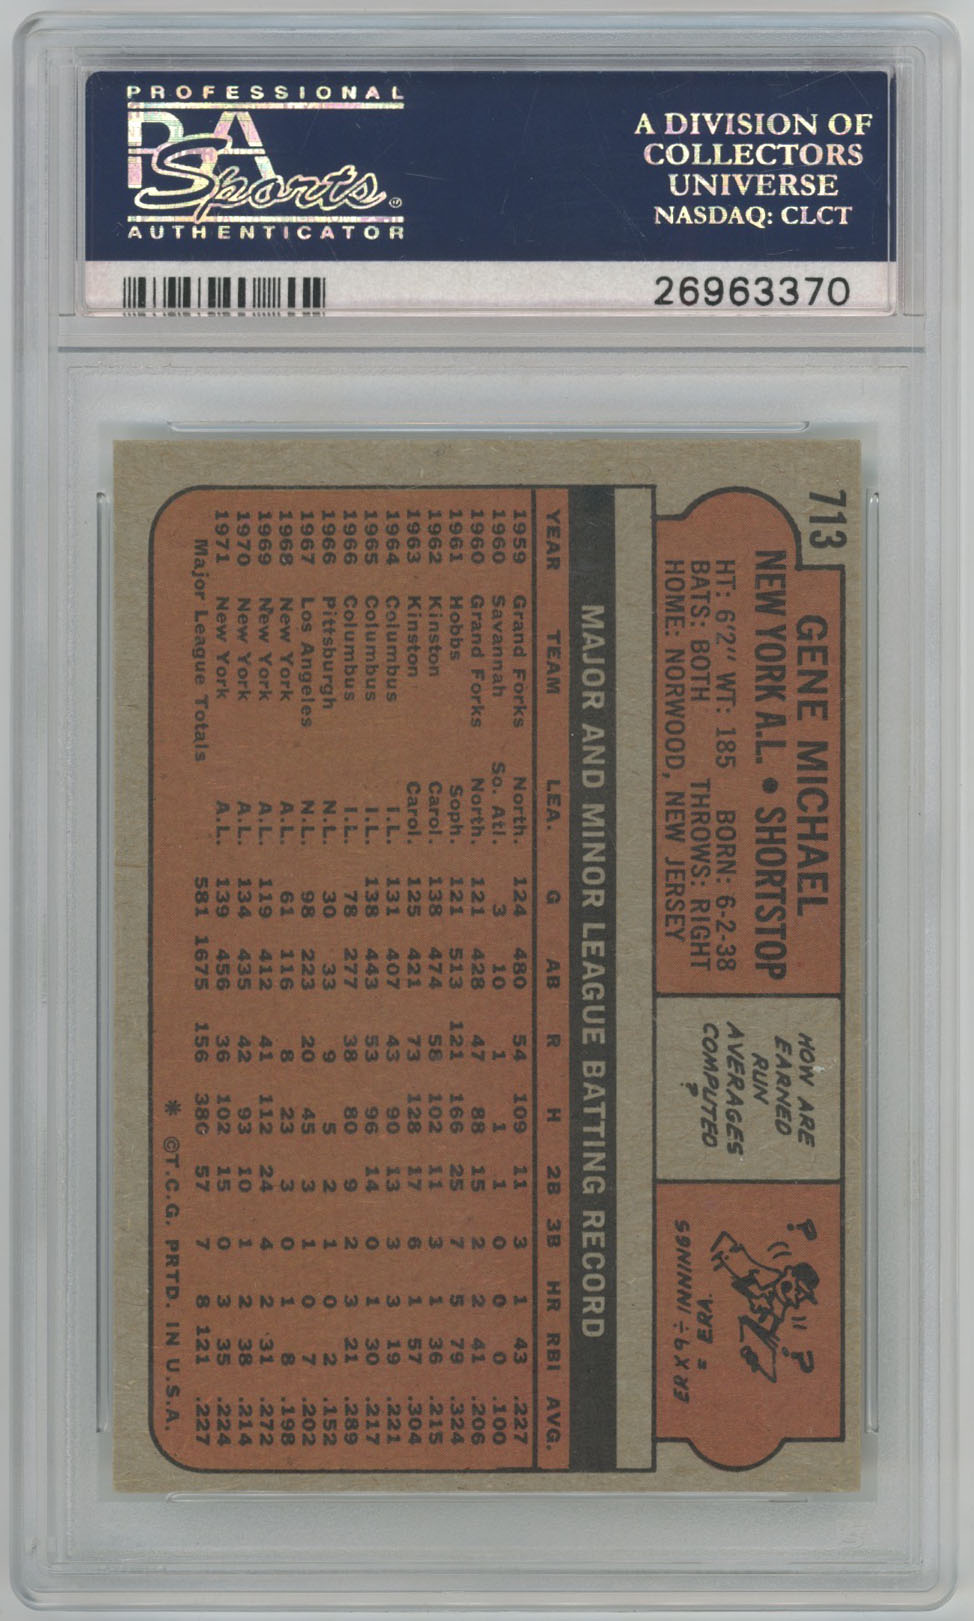 PROFESSIONAL
PSA
Sports
AUTHENTICATOR
A DIVISION OF
COLLECTORS
UNIVERSE
NASDAQ: CLCT
26963370
713
GENE MICHAEL
NEW YORK A.L. • SHORTSTOP
HT: 6'2" WT: 185 BORN: 6-2-38
BATS: BOTH THROWS: RIGHT
HOME: NORWOOD, NEW JERSEY
HOW ARE
EARNED
RUN
AVERAGES
COMPUTED
?
? ?
= ERA.
ER X 9 ÷ INNINGS
MAJOR AND MINOR LEAGUE BATTING RECORD
YEAR TEAM LEA. G AB R H 2B 3B HR RBI AVG.
1959 Grand Forks North. 124 480 54 109 11 3 1 43 .227
1960 Savannah So. Atl. 3 10 1 1 1 0 0 0 .100
1960 Grand Forks North. 121 428 47 88 15 2 2 41 .206
1961 Hobbs Soph. 121 513 121 166 25 7 5 79 .324
1962 Kinston Carol. 138 474 58 102 11 3 1 36 .215
1963 Kinston Carol. 125 421 73 128 17 6 1 57 .304
1964 Columbus I.L. 131 407 43 90 13 3 3 19 .221
1965 Columbus I.L. 138 443 53 96 14 0 1 30 .217
1966 Columbus I.L. 78 277 38 80 9 2 3 21 .289
1966 Pittsburgh N.L. 30 33 9 5 2 1 0 2 .152
1967 Los Angeles N.L. 98 223 20 45 3 1 0 7 .202
1968 New York A.L. 61 116 8 23 3 0 1 8 .198
1969 New York A.L. 119 412 41 112 24 4 2 31 .272
1970 New York A.L. 134 435 42 93 10 1 2 38 .214
1971 New York A.L. 139 456 36 102 15 0 3 35 .224
Major League Totals 581 1675 156 380 57 7 8 121 .227
* ©T.C.G. PRTD. IN U.S.A.